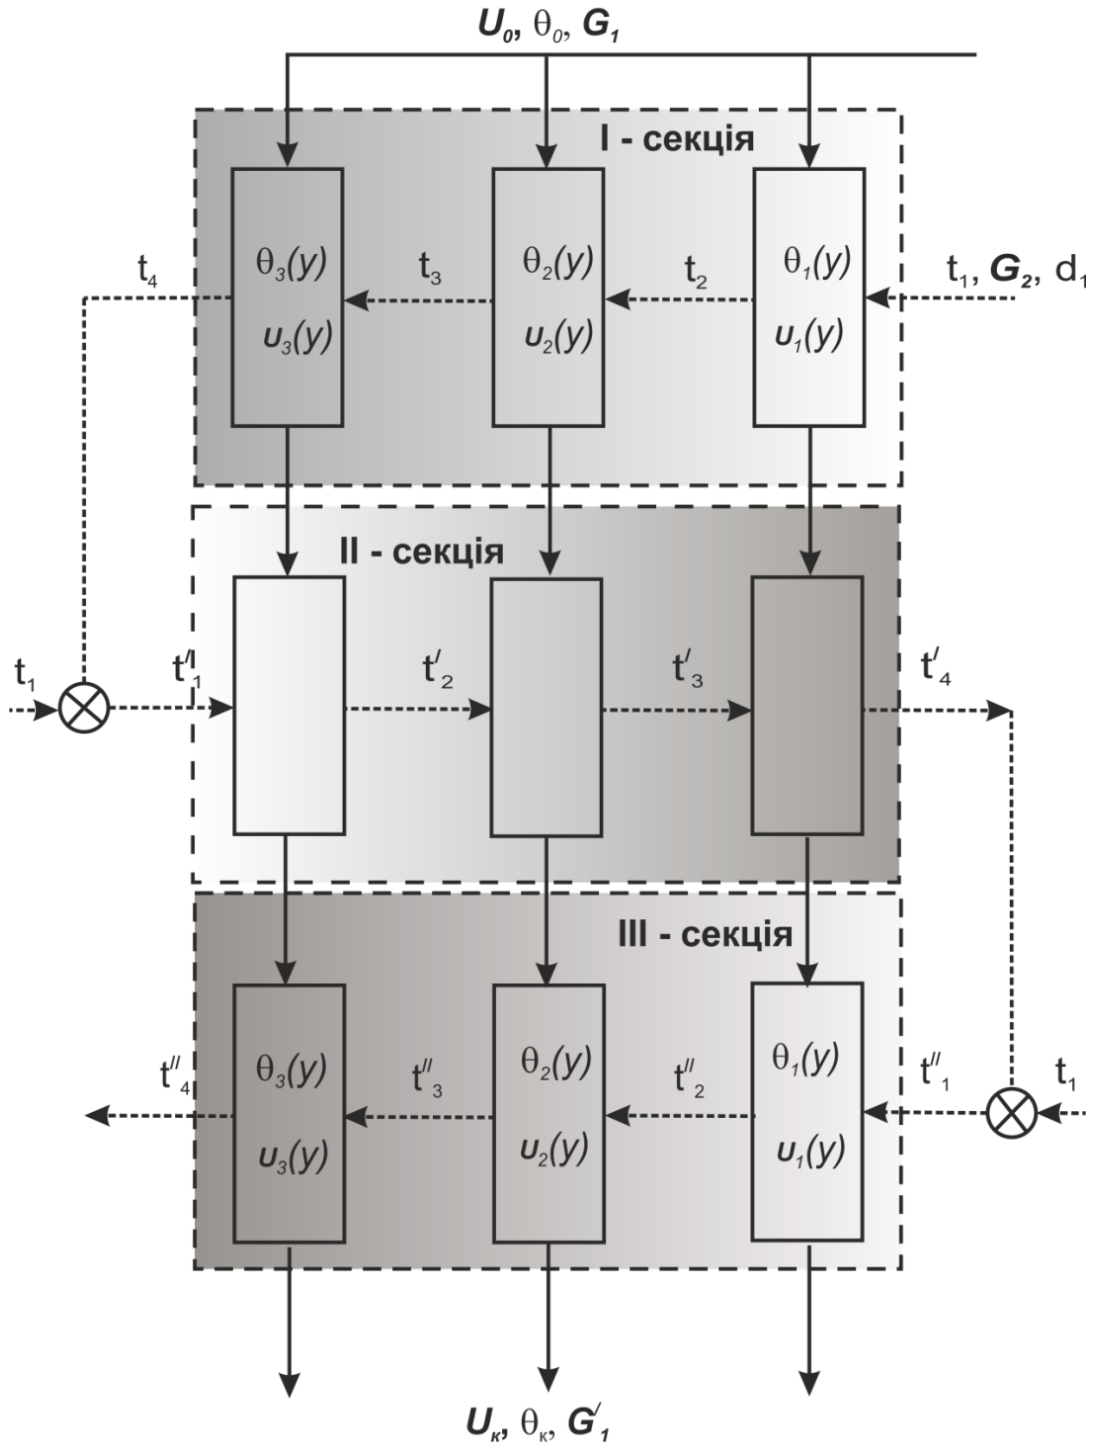 U₀, θ₀, G₁
I - секція
θ₃(y)
θ₂(y)
θ₁(y)
t₄
t₃
t₂
t₁, G₂, d₁
u₃(y)
u₂(y)
u₁(y)
II - секція
t₁
t′₁
t′₂
t′₃
t′₄
III - секція
θ₃(y)
θ₂(y)
θ₁(y)
t″₄
t″₃
t″₂
t″₁
t₁
u₃(y)
u₂(y)
u₁(y)
Uк, θк, G′₁